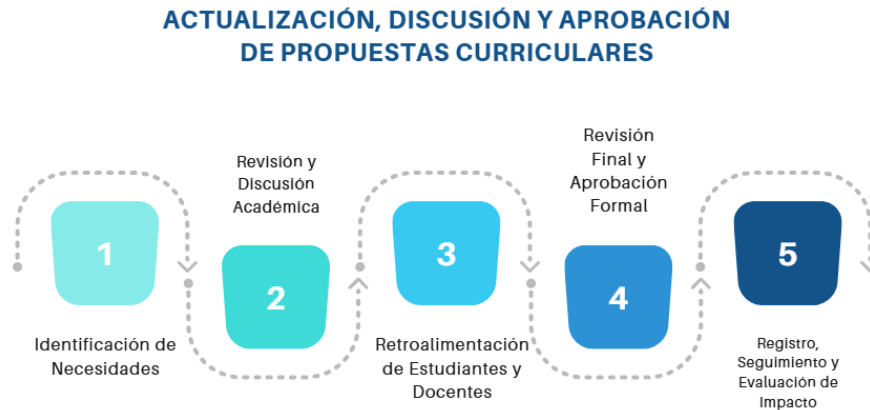 ACTUALIZACIÓN, DISCUSIÓN Y APROBACIÓN
DE PROPUESTAS CURRICULARES
1
Identificación de
Necesidades
Revisión y
Discusión
Académica
2
3
Retroalimentación
de Estudiantes y
Docentes
Revisión
Final y
Aprobación
Formal
4
5
Registro,
Seguimiento y
Evaluación de
Impacto